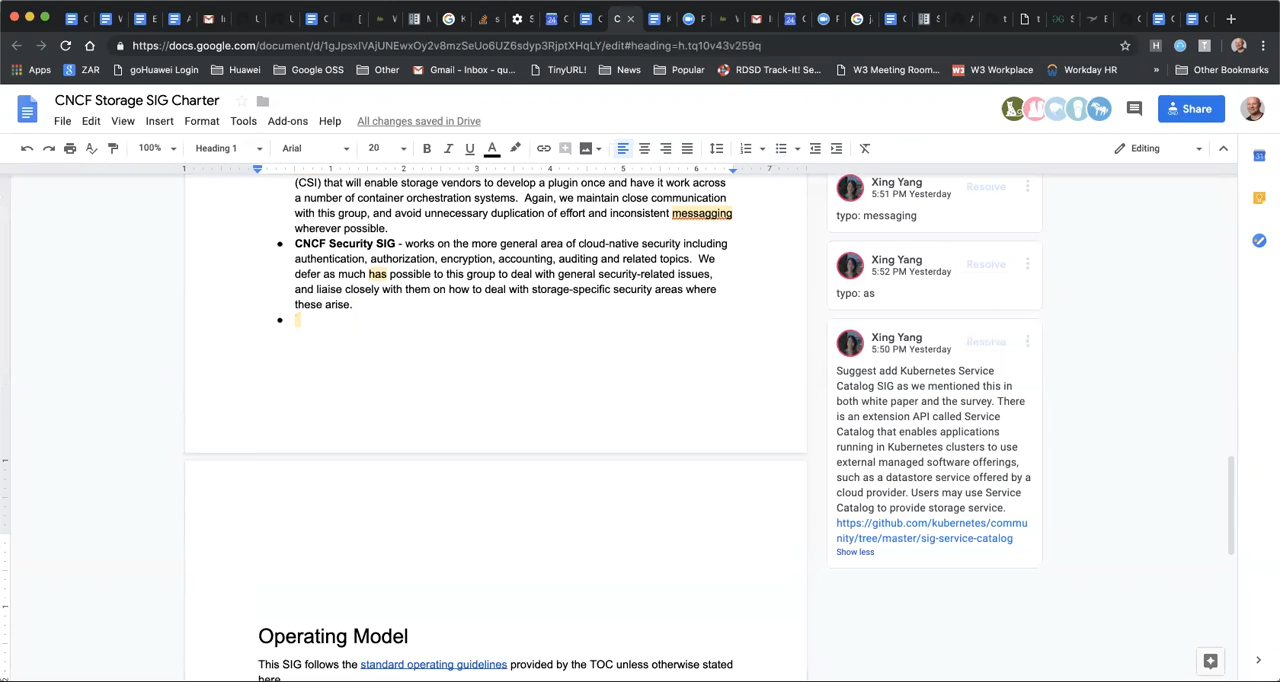 https://docs.google.com/document/d/1gJpsxIVAjUNEwxOy2v8mzSeUo6UZ6sdyp3RjptXHqLY/edit#heading=h.tq10v43v259q
Apps ZAR goHuawei Login Huawei Google OSS Other Gmail - Inbox - qu... TinyURL! News Popular RDSD Track-It! Se... W3 Meeting Room... W3 Workplace Workday HR » Other Bookmarks
CNCF Storage SIG Charter
Share
File Edit View Insert Format Tools Add-ons Help All changes saved in Drive
100% Heading 1 Arial 20 B I U A Editing
1 1 2 3 4 5 6 7
(CSI) that will enable storage vendors to develop a plugin once and have it work across
a number of container orchestration systems. Again, we maintain close communication
with this group, and avoid unnecessary duplication of effort and inconsistent messagging
wherever possible.
● CNCF Security SIG - works on the more general area of cloud-native security including
authentication, authorization, encryption, accounting, auditing and related topics. We
defer as much has possible to this group to deal with general security-related issues,
and liaise closely with them on how to deal with storage-specific security areas where
these arise.
●
Operating Model
This SIG follows the standard operating guidelines provided by the TOC unless otherwise stated
here.
Xing Yang
5:51 PM Yesterday
Resolve
typo: messaging
Xing Yang
5:52 PM Yesterday
Resolve
typo: as
Xing Yang
5:50 PM Yesterday
Resolve
Suggest add Kubernetes Service
Catalog SIG as we mentioned this in
both white paper and the survey. There
is an extension API called Service
Catalog that enables applications
running in Kubernetes clusters to use
external managed software offerings,
such as a datastore service offered by a
cloud provider. Users may use Service
Catalog to provide storage service.
https://github.com/kubernetes/commu
nity/tree/master/sig-service-catalog
Show less